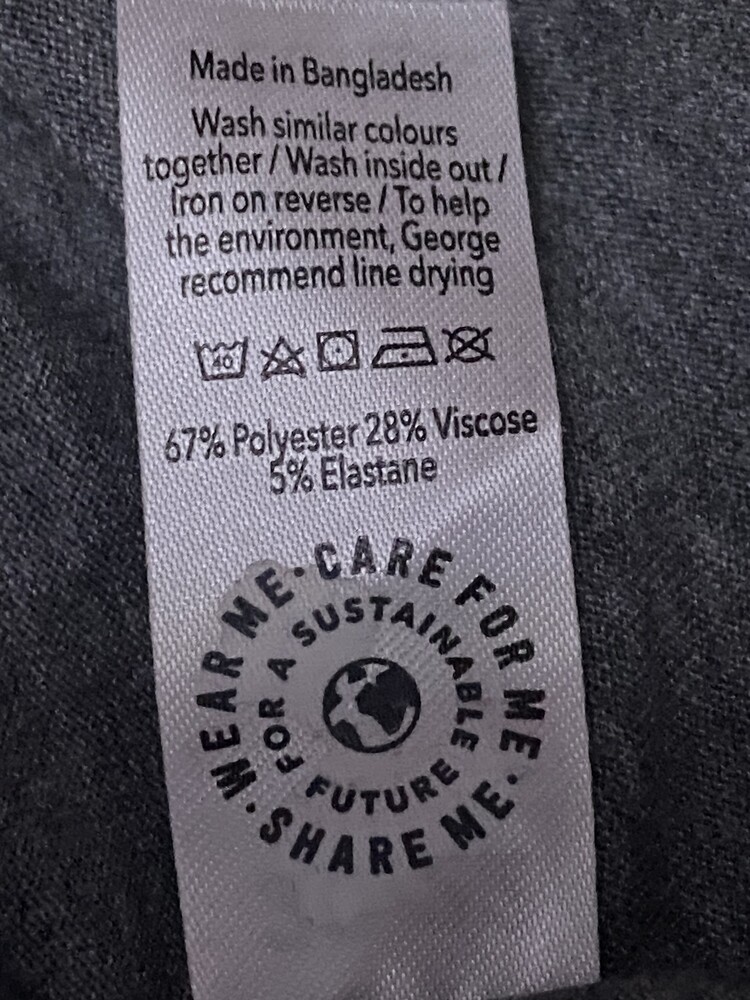 Made in Bangladesh
Wash similar colours
together / Wash inside out /
Iron on reverse / To help
the environment, George
recommend line drying
40
67% Polyester 28% Viscose
5% Elastane
WEAR ME · CARE FOR ME · SHARE ME ·
FOR A SUSTAINABLE FUTURE